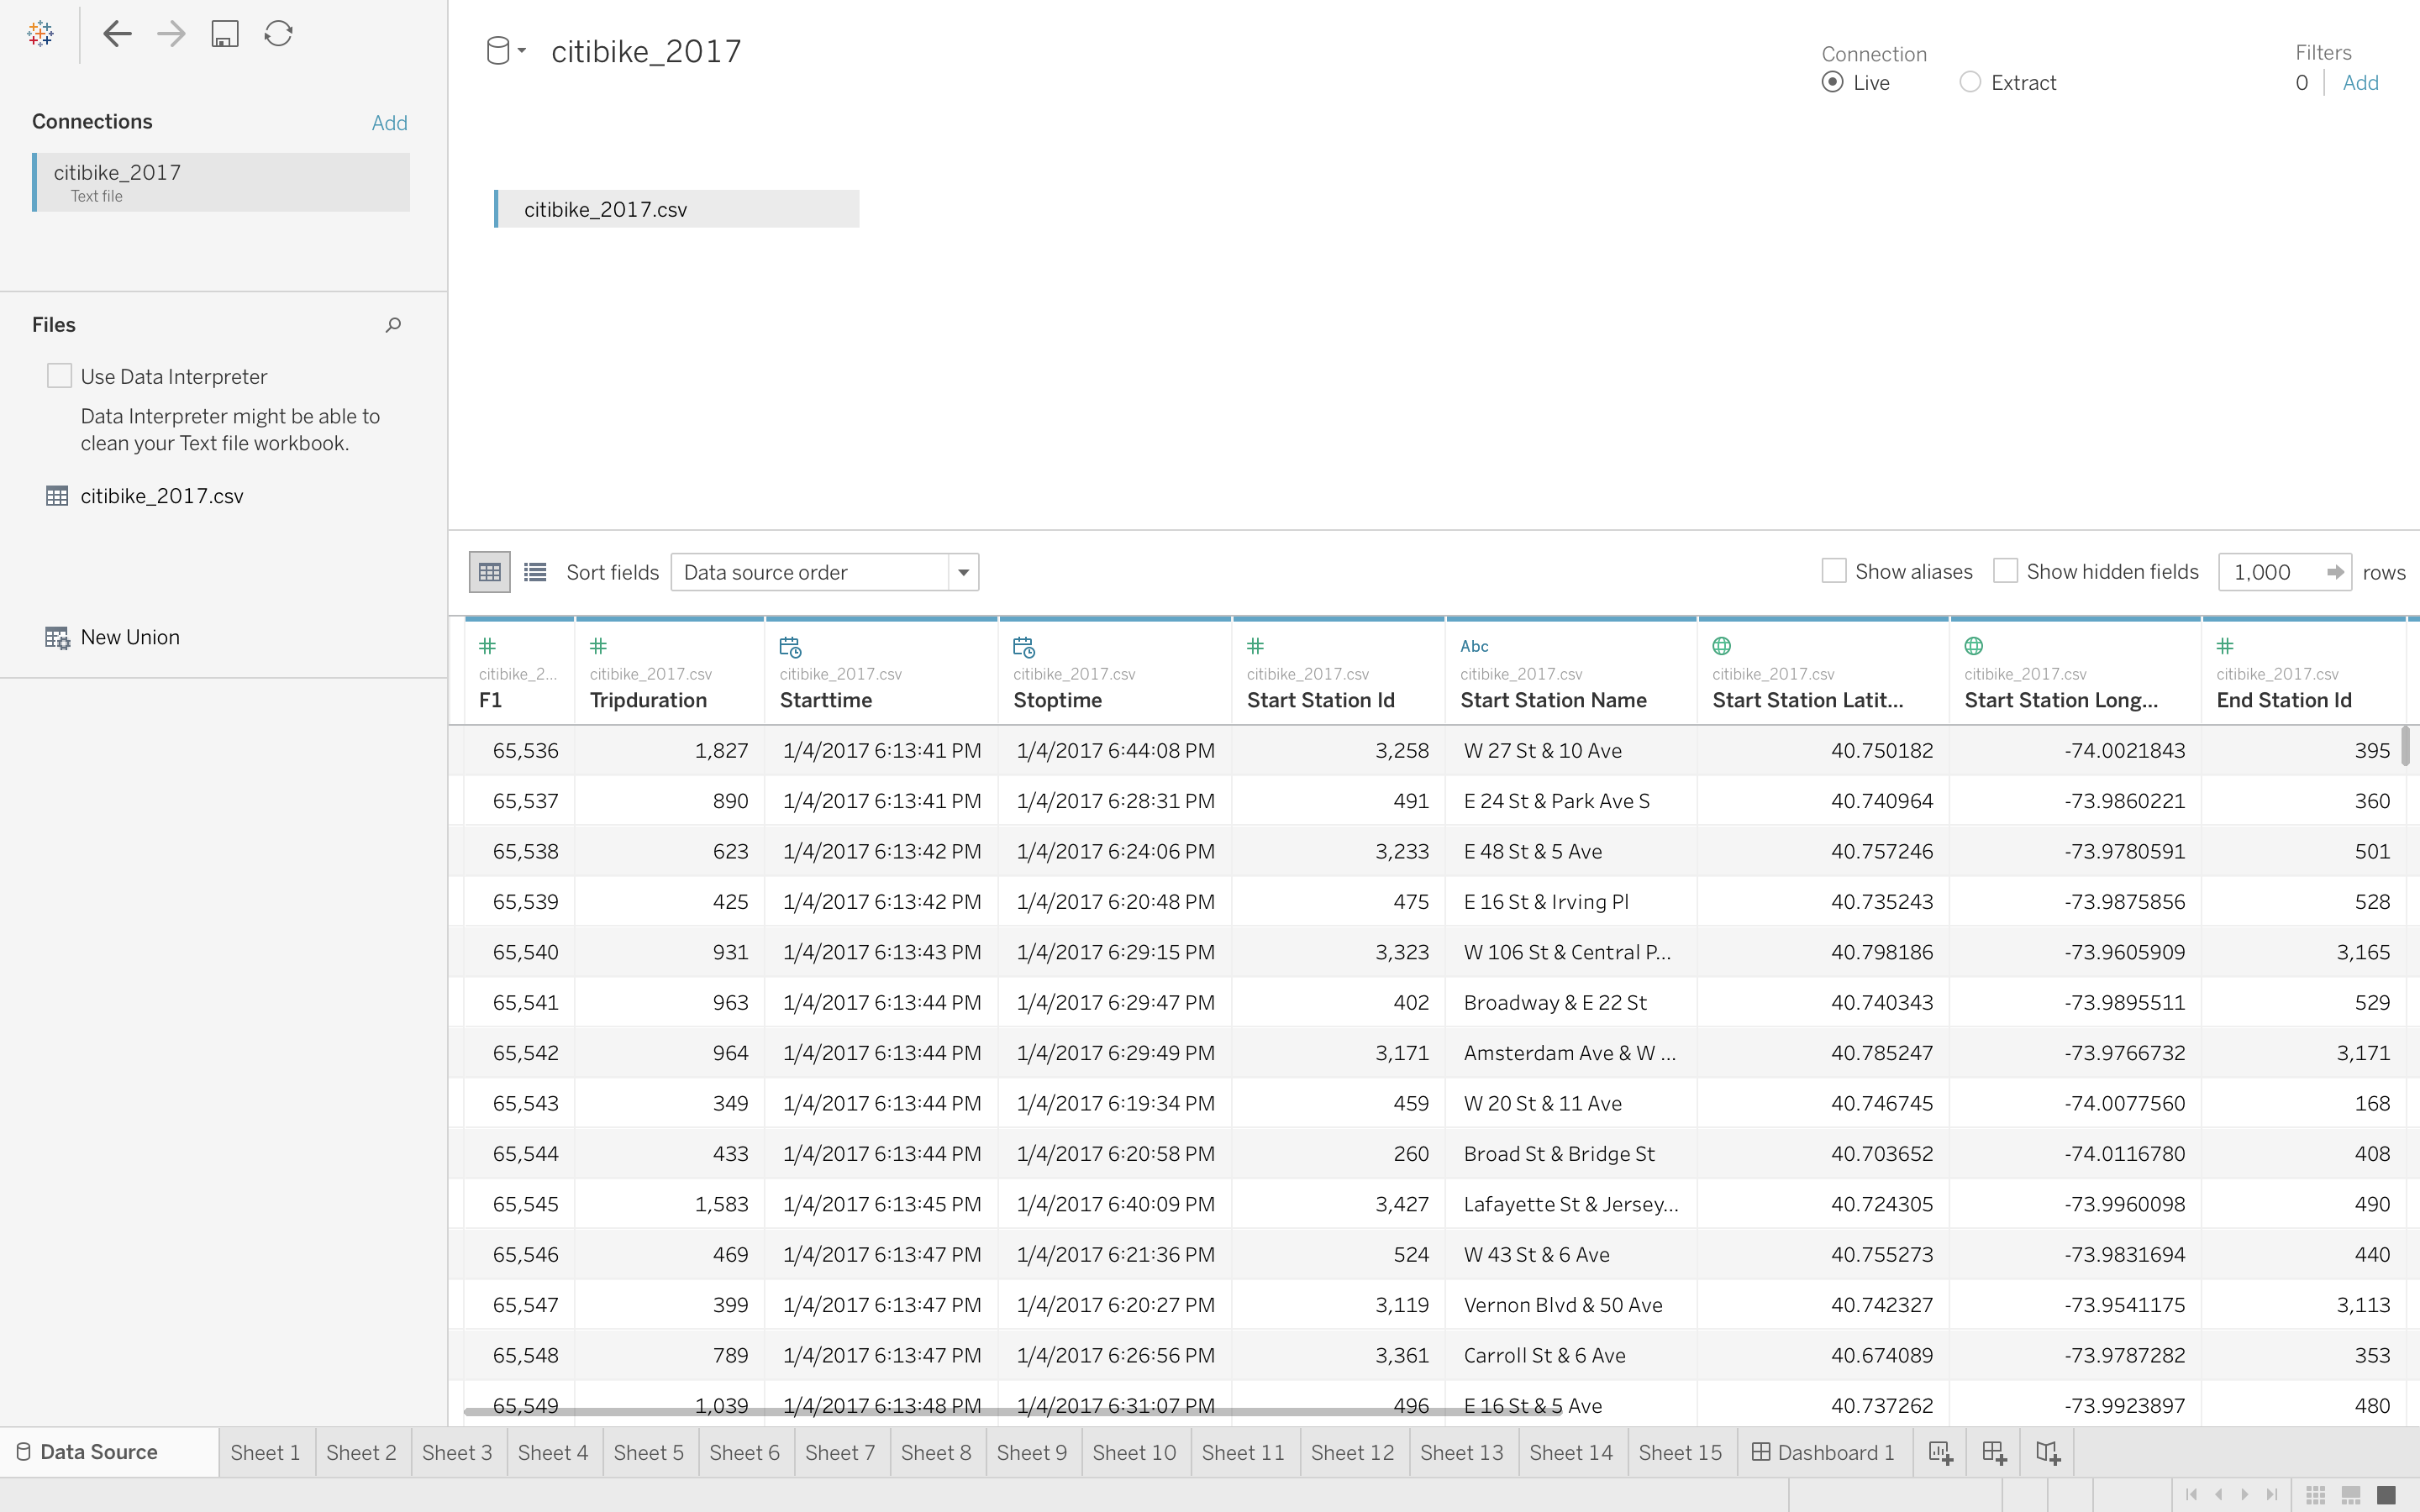 citibike_2017
Connection
Live Extract
Filters
0 Add
Connections Add
citibike_2017
Text file
citibike_2017.csv
Files
Use Data Interpreter
Data Interpreter might be able to
clean your Text file workbook.
citibike_2017.csv
New Union
Sort fields Data source order Show aliases Show hidden fields 1,000 rows
# # # Abc #
citibike_2... citibike_2017.csv citibike_2017.csv citibike_2017.csv citibike_2017.csv citibike_2017.csv citibike_2017.csv citibike_2017.csv citibike_2017.csv
F1 Tripduration Starttime Stoptime Start Station Id Start Station Name Start Station Latit... Start Station Long... End Station Id
65,536 1,827 1/4/2017 6:13:41 PM 1/4/2017 6:44:08 PM 3,258 W 27 St & 10 Ave 40.750182 -74.0021843 395
65,537 890 1/4/2017 6:13:41 PM 1/4/2017 6:28:31 PM 491 E 24 St & Park Ave S 40.740964 -73.9860221 360
65,538 623 1/4/2017 6:13:42 PM 1/4/2017 6:24:06 PM 3,233 E 48 St & 5 Ave 40.757246 -73.9780591 501
65,539 425 1/4/2017 6:13:42 PM 1/4/2017 6:20:48 PM 475 E 16 St & Irving Pl 40.735243 -73.9875856 528
65,540 931 1/4/2017 6:13:43 PM 1/4/2017 6:29:15 PM 3,323 W 106 St & Central P... 40.798186 -73.9605909 3,165
65,541 963 1/4/2017 6:13:44 PM 1/4/2017 6:29:47 PM 402 Broadway & E 22 St 40.740343 -73.9895511 529
65,542 964 1/4/2017 6:13:44 PM 1/4/2017 6:29:49 PM 3,171 Amsterdam Ave & W ... 40.785247 -73.9766732 3,171
65,543 349 1/4/2017 6:13:44 PM 1/4/2017 6:19:34 PM 459 W 20 St & 11 Ave 40.746745 -74.0077560 168
65,544 433 1/4/2017 6:13:44 PM 1/4/2017 6:20:58 PM 260 Broad St & Bridge St 40.703652 -74.0116780 408
65,545 1,583 1/4/2017 6:13:45 PM 1/4/2017 6:40:09 PM 3,427 Lafayette St & Jersey... 40.724305 -73.9960098 490
65,546 469 1/4/2017 6:13:47 PM 1/4/2017 6:21:36 PM 524 W 43 St & 6 Ave 40.755273 -73.9831694 440
65,547 399 1/4/2017 6:13:47 PM 1/4/2017 6:20:27 PM 3,119 Vernon Blvd & 50 Ave 40.742327 -73.9541175 3,113
65,548 789 1/4/2017 6:13:47 PM 1/4/2017 6:26:56 PM 3,361 Carroll St & 6 Ave 40.674089 -73.9787282 353
65,549 1,039 1/4/2017 6:13:48 PM 1/4/2017 6:31:07 PM 496 E 16 St & 5 Ave 40.737262 -73.9923897 480
Data Source Sheet 1 Sheet 2 Sheet 3 Sheet 4 Sheet 5 Sheet 6 Sheet 7 Sheet 8 Sheet 9 Sheet 10 Sheet 11 Sheet 12 Sheet 13 Sheet 14 Sheet 15 Dashboard 1